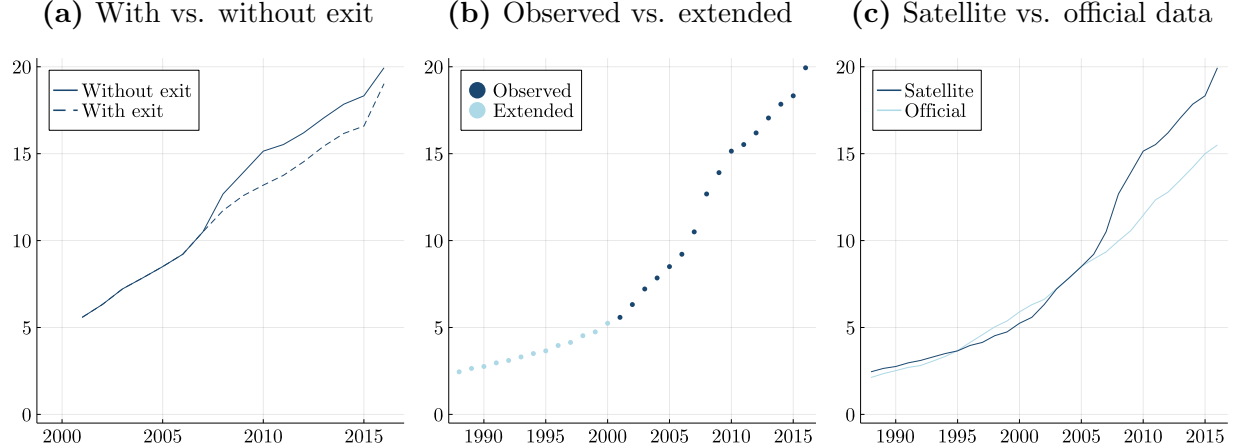 (a) With vs. without exit
20
15
10
5
0
2000 2005 2010 2015
Without exit
With exit
(b) Observed vs. extended
20
15
10
5
0
1990 1995 2000 2005 2010 2015
Observed
Extended
(c) Satellite vs. official data
20
15
10
5
0
1990 1995 2000 2005 2010 2015
Satellite
Official